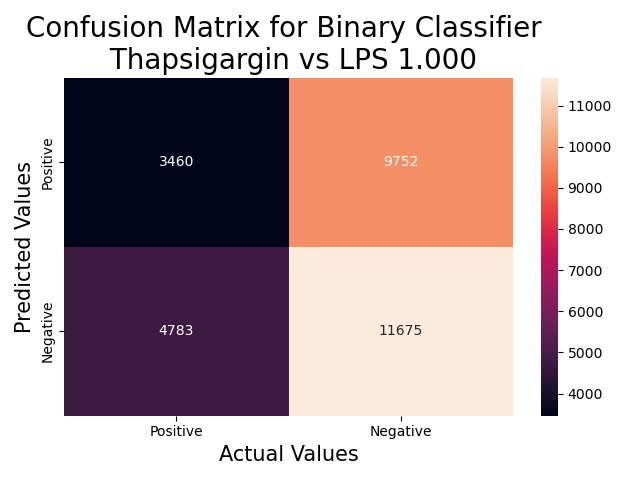 Confusion Matrix for Binary Classifier
Thapsigargin vs LPS 1.000
Predicted Values
Positive
Negative
3460
9752
4783
11675
Positive
Negative
Actual Values
11000
10000
9000
8000
7000
6000
5000
4000